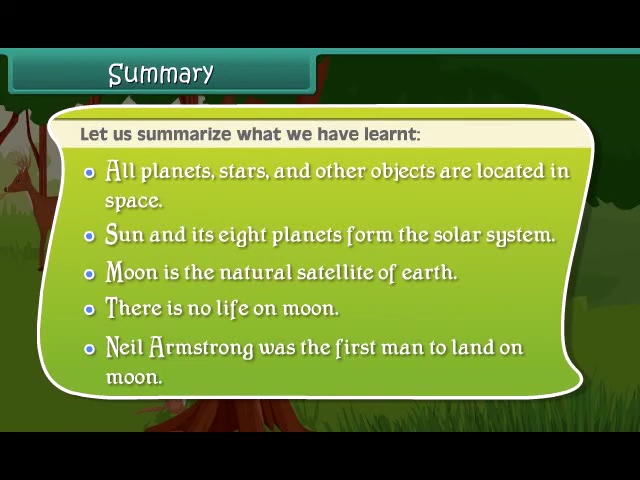 Summary
Let us summarize what we have learnt:
All planets, stars, and other objects are located in
space.
Sun and its eight planets form the solar system.
Moon is the natural satellite of earth.
There is no life on moon.
Neil Armstrong was the first man to land on
moon.